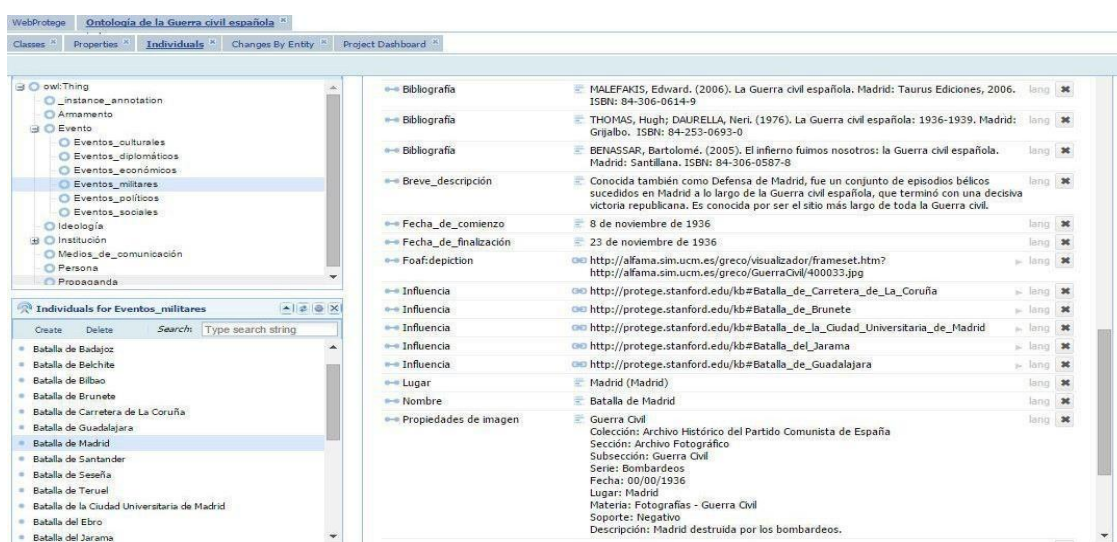 WebProtege
Ontología de la Guerra civil española
Classes
Properties
Individuals
Changes By Entity
Project Dashboard
owl:Thing
_instance_annotation
Armamento
Evento
Eventos_culturales
Eventos_diplomáticos
Eventos_económicos
Eventos_militares
Eventos_políticos
Eventos_sociales
Ideología
Institución
Medios_de_comunicación
Persona
Propaganda
Individuals for Eventos_militares
Create Delete Search: Type search string
Batalla de Badajoz
Batalla de Belchite
Batalla de Bilbao
Batalla de Brunete
Batalla de Carretera de La Coruña
Batalla de Guadalajara
Batalla de Madrid
Batalla de Santander
Batalla de Seseña
Batalla de Teruel
Batalla de la Ciudad Universitaria de Madrid
Batalla del Ebro
Batalla del Jarama
Bibliografía MALEFAKIS, Edward. (2006). La Guerra civil española. Madrid: Taurus Ediciones, 2006. lang
ISBN: 84-306-0614-9
Bibliografía THOMAS, Hugh; DAURELLA, Neri. (1976). La Guerra civil española: 1936-1939. Madrid: lang
Grijalbo. ISBN: 84-253-0693-0
Bibliografía BENASSAR, Bartolomé. (2005). El infierno fuimos nosotros: la Guerra civil española. lang
Madrid: Santillana. ISBN: 84-306-0587-8
Breve_descripción Conocida también como Defensa de Madrid, fue un conjunto de episodios bélicos lang
sucedidos en Madrid a lo largo de la Guerra civil española, que terminó con una decisiva
victoria republicana. Es conocida por ser el sitio más largo de toda la Guerra civil.
Fecha_de_comienzo 8 de noviembre de 1936 lang
Fecha_de_finalización 23 de noviembre de 1936 lang
Foaf:depiction http://alfama.sim.ucm.es/greco/visualizador/frameset.htm? lang
http://alfama.sim.ucm.es/greco/GuerraCivil/400033.jpg
Influencia http://protege.stanford.edu/kb#Batalla_de_Carretera_de_La_Coruña lang
Influencia http://protege.stanford.edu/kb#Batalla_de_Brunete lang
Influencia http://protege.stanford.edu/kb#Batalla_de_la_Ciudad_Universitaria_de_Madrid lang
Influencia http://protege.stanford.edu/kb#Batalla_del_Jarama lang
Influencia http://protege.stanford.edu/kb#Batalla_de_Guadalajara lang
Lugar Madrid (Madrid) lang
Nombre Batalla de Madrid lang
Propiedades de imagen Guerra Civil lang
Colección: Archivo Histórico del Partido Comunista de España
Sección: Archivo Fotográfico
Subsección: Guerra Civil
Serie: Bombardeos
Fecha: 00/00/1936
Lugar: Madrid
Materia: Fotografías - Guerra Civil
Soporte: Negativo
Descripción: Madrid destruida por los bombardeos.